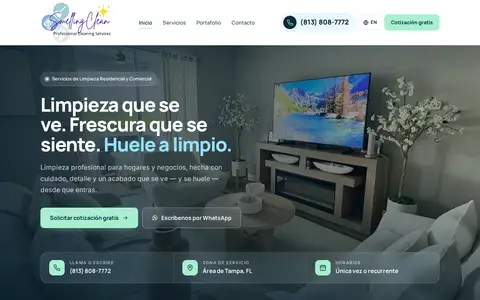 Smelling Clean
Professional Cleaning Services
Inicio
Servicios
Portafolio
Contacto
(813) 808-7772
EN
Cotización gratis
Servicios de Limpieza Residencial y Comercial
Limpieza que se
ve. Frescura que se
siente. Huele a limpio.
Limpieza profesional para hogares y negocios, hecha con
cuidado, detalle y un acabado que se ve — y se huele —
desde que entras.
Solicitar cotización gratis →
Escríbenos por WhatsApp
LLAMA O ESCRIBE
(813) 808-7772
ZONA DE SERVICIO
Área de Tampa, FL
HORARIOS
Única vez o recurrente